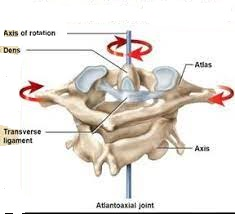 Axis of rotation
Dens
Atlas
Transverse
ligament
Axis
Atlantoaxial joint